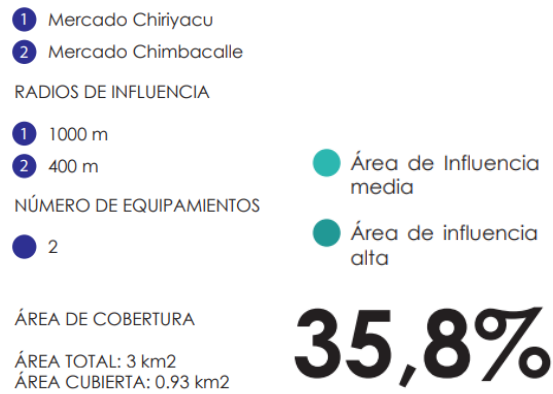 1 Mercado Chiriyacu
2 Mercado Chimbacalle
RADIOS DE INFLUENCIA
1 1000 m
2 400 m
NÚMERO DE EQUIPAMIENTOS
2
Área de Influencia
media
Área de influencia
alta
ÁREA DE COBERTURA
ÁREA TOTAL: 3 km2
ÁREA CUBIERTA: 0.93 km2
35,8%